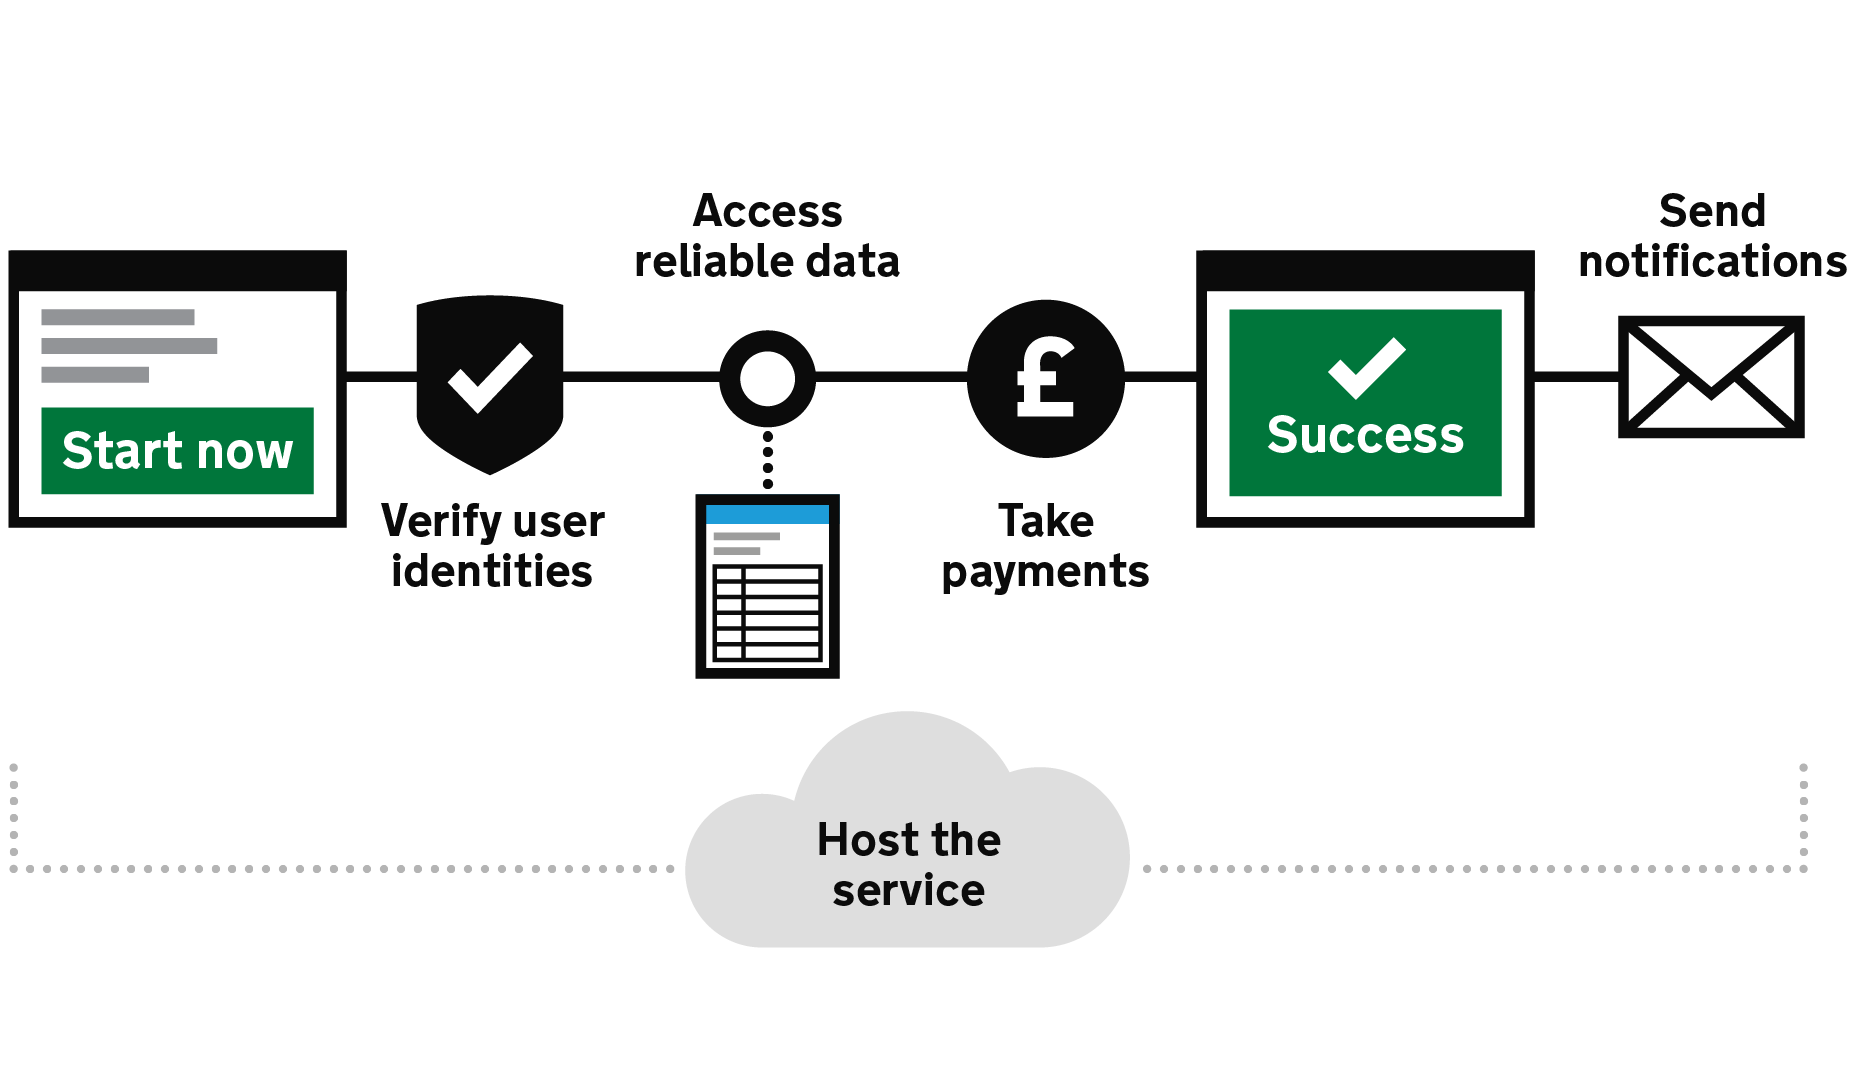 Start now
Verify user
identities
Access
reliable data
£
Take
payments
Success
Send
notifications
Host the
service